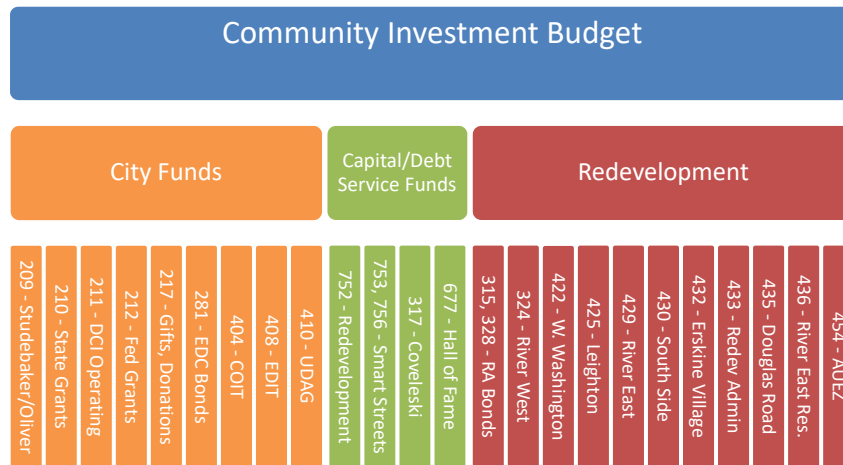 Community Investment Budget
City Funds
Capital/Debt
Service Funds
Redevelopment
209 - Studebaker/Oliver
210 - State Grants
211 - DCI Operating
212 - Fed Grants
217 - Gifts, Donations
281 - EDC Bonds
404 - COIT
408 - EDIT
410 - UDAG
752 - Redevelopment
753, 756 - Smart Streets
317 - Coveleski
677 - Hall of Fame
315, 328 - RA Bonds
324 - River West
422 - W. Washington
425 - Leighton
429 - River East
430 - South Side
432 - Erskine Village
433 - Redev Admin
435 - Douglas Road
436 - River East Res.
454 - AUEZ